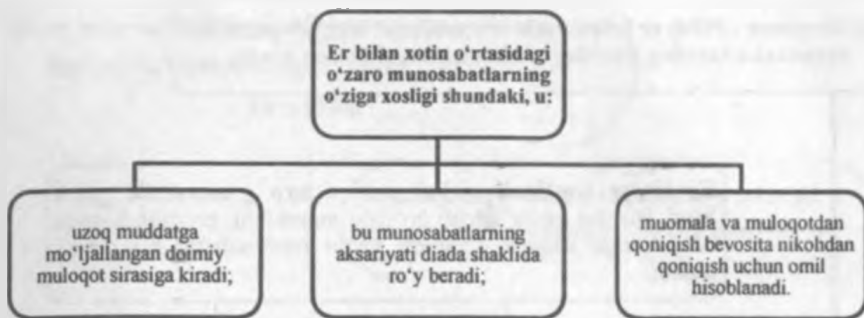 Er bilan xotin o‘rtasidagi
o‘zaro munosabatlarning
o‘ziga xosligi shundaki, u:
uzoq muddatga
mo‘ljallangan doimiy
muloqot sirasiga kiradi;
bu munosabatlarning
aksariyati diada shaklida
ro‘y beradi;
muomala va muloqotdan
qoniqish bevosita nikohdan
qoniqish uchun omil
hisoblanadi.